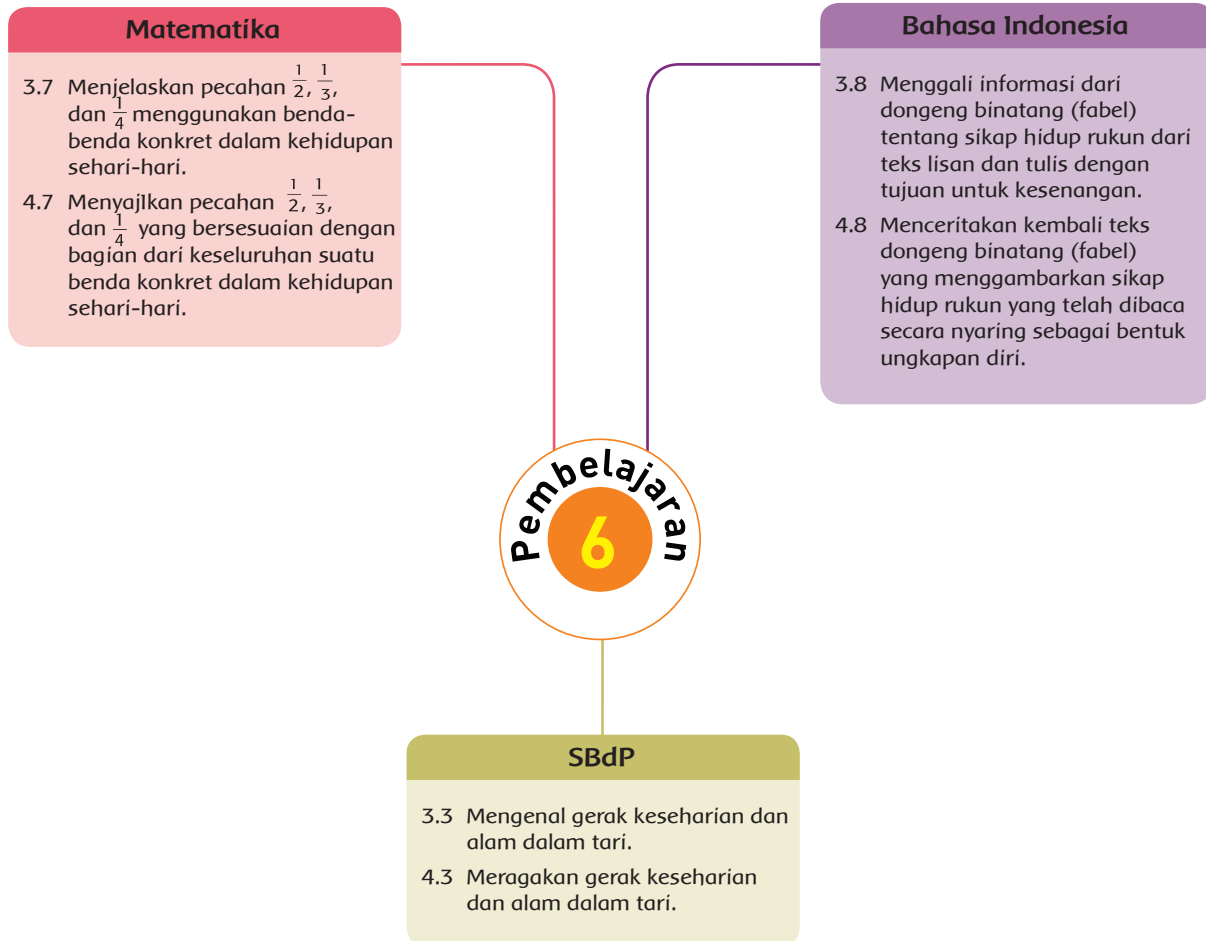 Matematika
3.7 Menjelaskan pecahan 1/2, 1/3,
dan 1/4 menggunakan benda-
benda konkret dalam kehidupan
sehari-hari.
4.7 Menyajlkan pecahan 1/2, 1/3,
dan 1/4 yang bersesuaian dengan
bagian dari keseluruhan suatu
benda konkret dalam kehidupan
sehari-hari.
Bahasa Indonesia
3.8 Menggali informasi dari
dongeng binatang (fabel)
tentang sikap hidup rukun dari
teks lisan dan tulis dengan
tujuan untuk kesenangan.
4.8 Menceritakan kembali teks
dongeng binatang (fabel)
yang menggambarkan sikap
hidup rukun yang telah dibaca
secara nyaring sebagai bentuk
ungkapan diri.
Pembelajaran
6
SBdP
3.3 Mengenal gerak keseharian dan
alam dalam tari.
4.3 Meragakan gerak keseharian
dan alam dalam tari.